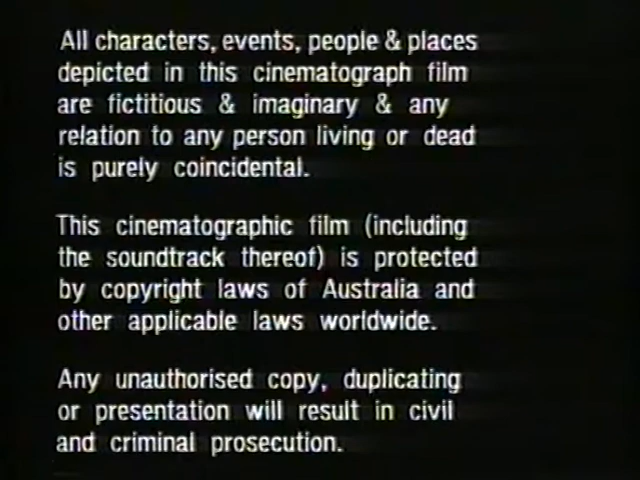 All characters, events, people & places
depicted in this cinematograph film
are fictitious & imaginary & any
relation to any person living or dead
is purely coincidental.
This cinematographic film (including
the soundtrack thereof) is protected
by copyright laws of Australia and
other applicable laws worldwide.
Any unauthorised copy, duplicating
or presentation will result in civil
and criminal prosecution.